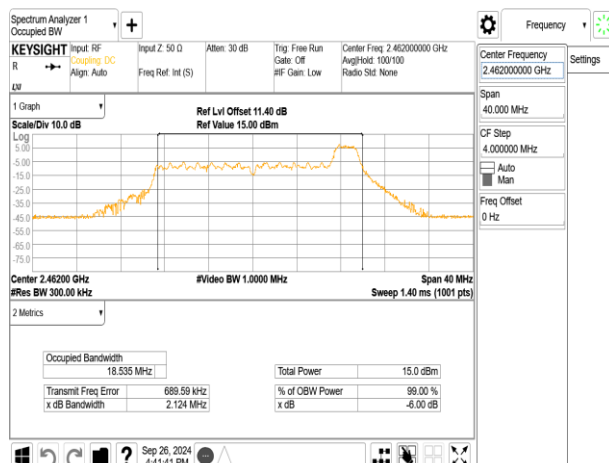 Spectrum Analyzer 1
Occupied BW
+
Frequency
KEYSIGHT Input: RF Input Z: 50 Ω Atten: 30 dB Trig: Free Run Center Freq: 2.462000000 GHz
R Coupling: DC Gate: Off Avg|Hold: 100/100
Align: Auto Freq Ref: Int (S) #IF Gain: Low Radio Std: None
LXI
Center Frequency
2.462000000 GHz
Settings
Span
40.000 MHz
CF Step
4.000000 MHz
Auto
Man
Freq Offset
0 Hz
1 Graph
Ref Lvl Offset 11.40 dB
Scale/Div 10.0 dB Ref Value 15.00 dBm
Log
5.00
-5.00
-15.0
-25.0
-35.0
-45.0
-55.0
-65.0
-75.0
Center 2.46200 GHz #Video BW 1.0000 MHz Span 40 MHz
#Res BW 300.00 kHz Sweep 1.40 ms (1001 pts)
2 Metrics
Occupied Bandwidth
18.535 MHz Total Power 15.0 dBm
Transmit Freq Error 689.59 kHz % of OBW Power 99.00 %
x dB Bandwidth 2.124 MHz x dB -6.00 dB
? Sep 26, 2024
4:41:41 PM